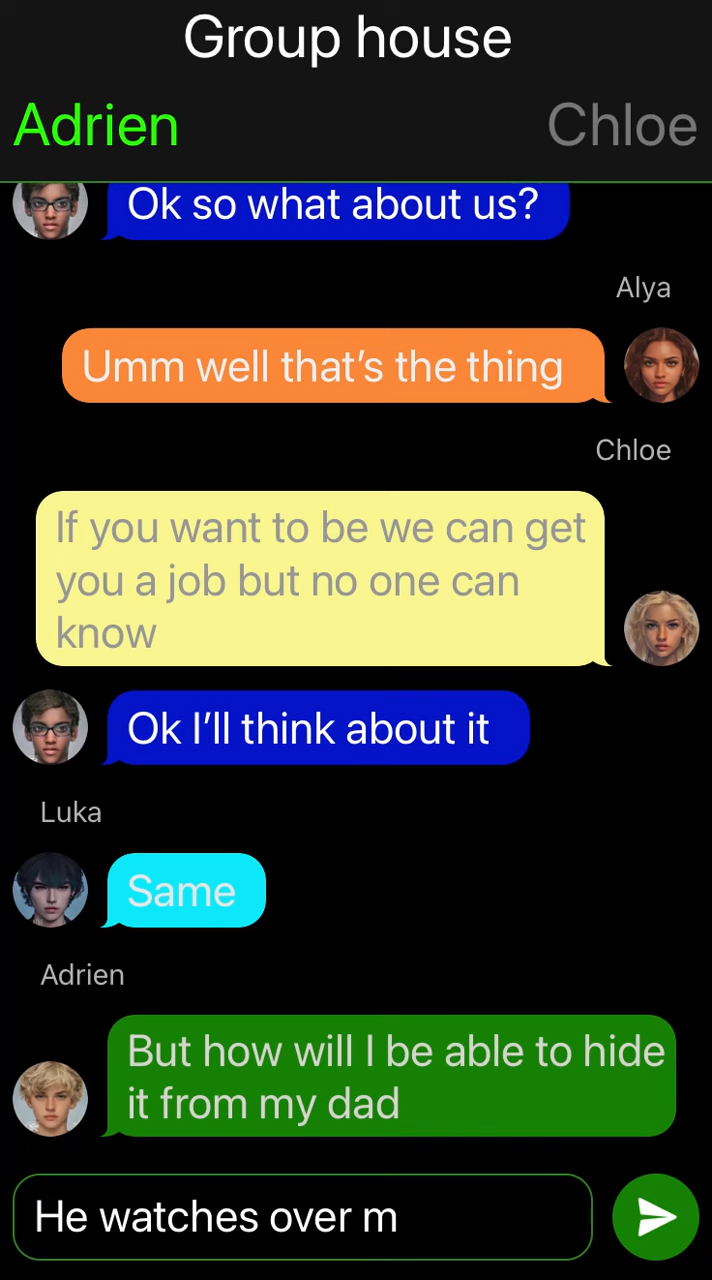 Group house
Adrien
Chloe
Ok so what about us?
Alya
Umm well that’s the thing
Chloe
If you want to be we can get
you a job but no one can
know
Ok I’ll think about it
Luka
Same
Adrien
But how will I be able to hide
it from my dad
He watches over m